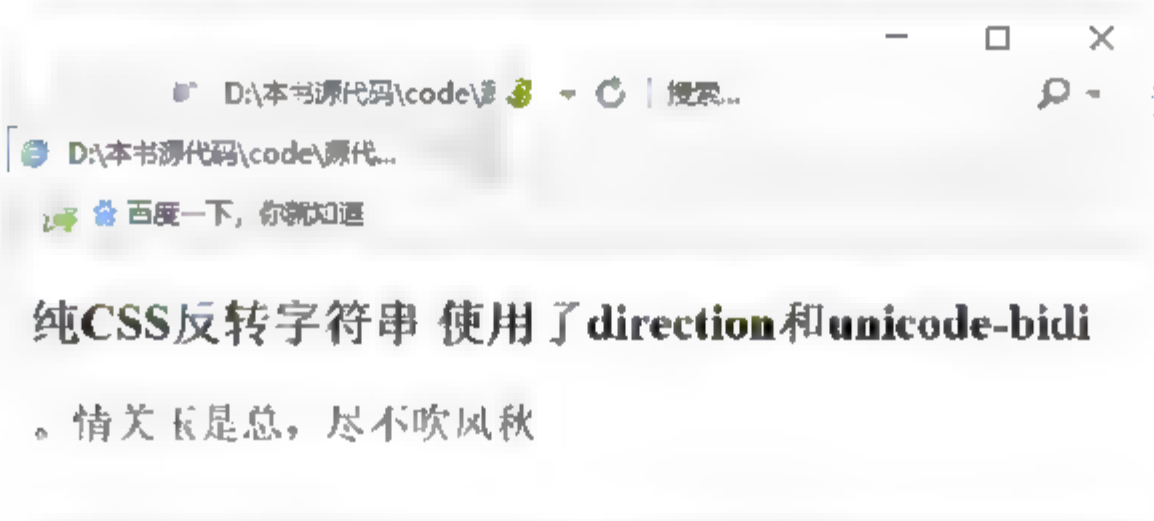 D:\本书源代码\code\源 搜索...
D:\本书源代码\code\源代...
百度一下，你就知道
纯CSS反转字符串 使用了direction和unicode-bidi
。情关玉是总，尽不吹风秋